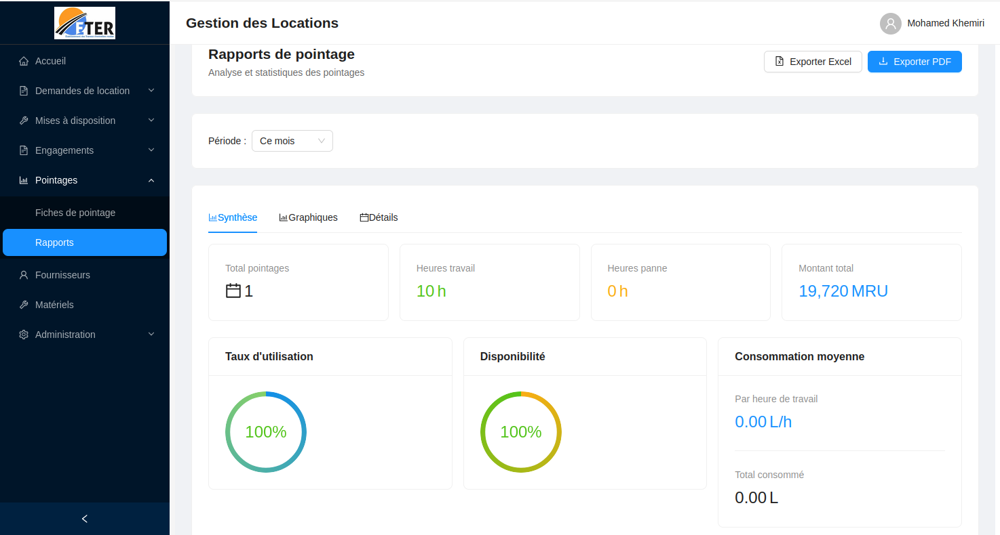 ETER
Gestion des Locations
Mohamed Khemiri
Accueil
Demandes de location
Mises à disposition
Engagements
Pointages
Fiches de pointage
Rapports
Fournisseurs
Matériels
Administration
Rapports de pointage
Analyse et statistiques des pointages
Exporter Excel
Exporter PDF
Période :
Ce mois
Synthèse
Graphiques
Détails
Total pointages
1
Heures travail
10 h
Heures panne
0 h
Montant total
19,720 MRU
Taux d'utilisation
100%
Disponibilité
100%
Consommation moyenne
Par heure de travail
0.00 L/h
Total consommé
0.00 L